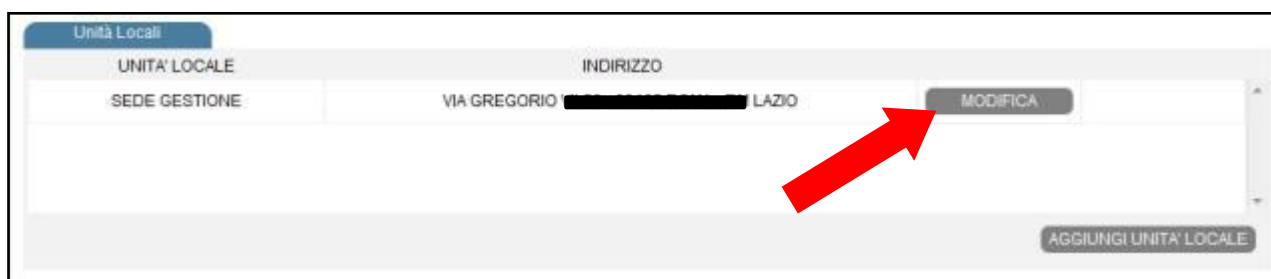 Unità Locali
UNITA' LOCALE INDIRIZZO
SEDE GESTIONE VIA GREGORIO LAZIO MODIFICA
AGGIUNGI UNITA' LOCALE